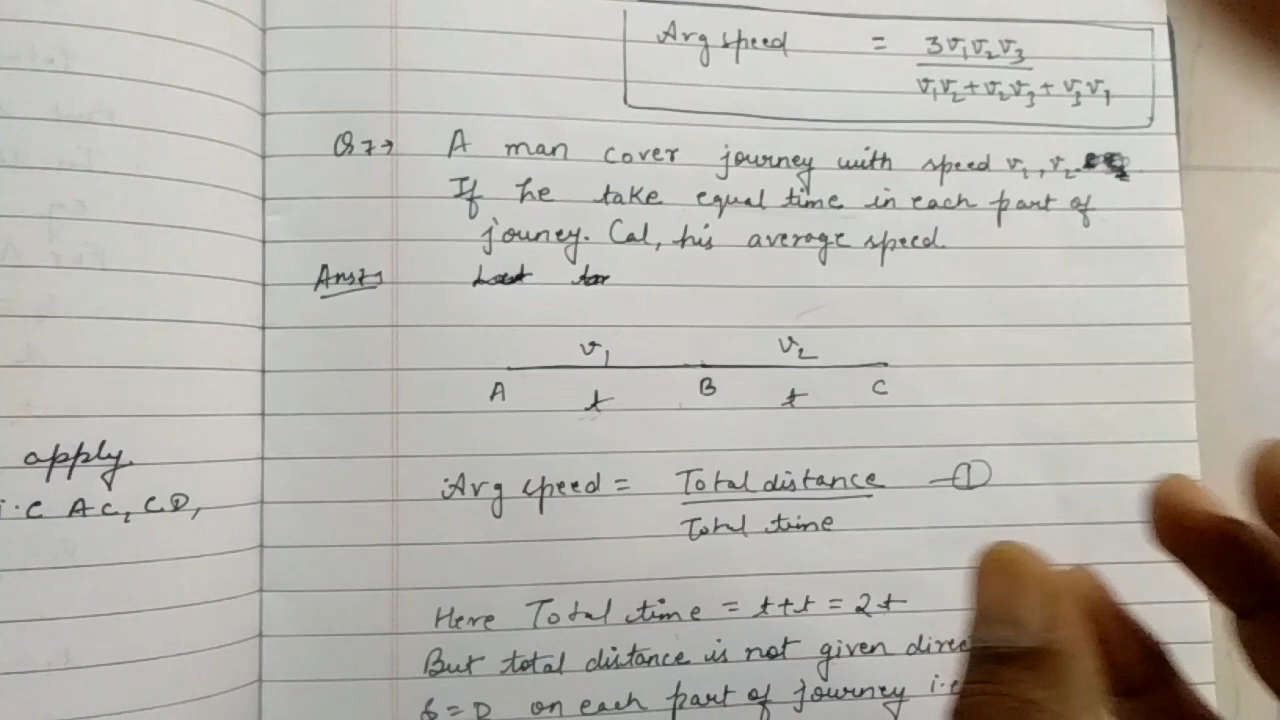 Avg speed = 3v₁v₂v₃
v₁v₂+v₂v₃+v₃v₁
Q7→ A man cover journey with speed v₁, v₂.
If he take equal time in each part of
jouney. Cal, his average speed.
Ans→
v₁ v₂
A t B t C
apply.
i.e AC, CD,
Avg speed = Total distance —①
Total time
Here Total time = t+t = 2t
But total distance is not given direc
on each part of journey i.e